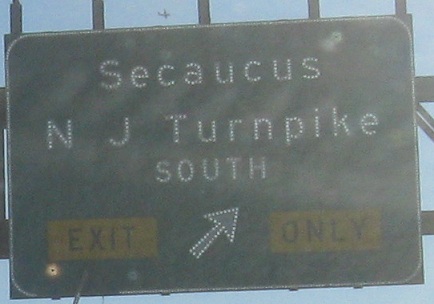 Secaucus
N J Turnpike
SOUTH
EXIT ONLY